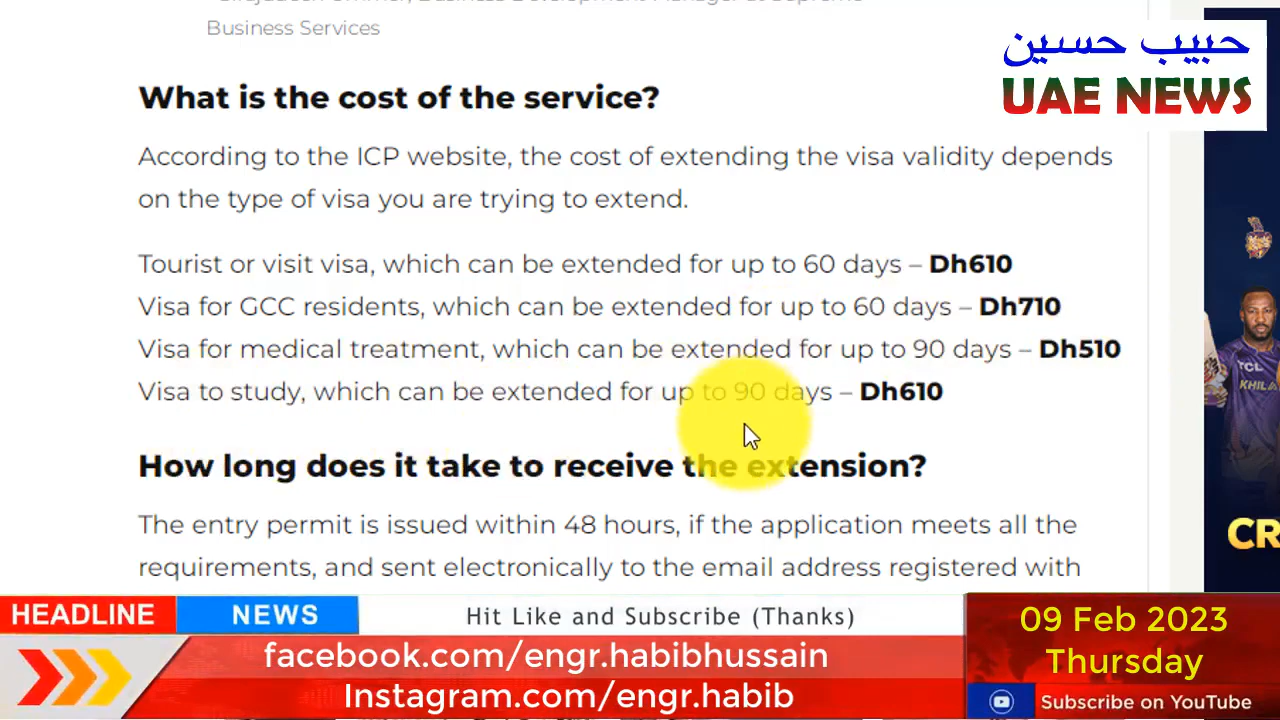 Business Services
حبيب حسين
UAE NEWS
What is the cost of the service?
According to the ICP website, the cost of extending the visa validity depends
on the type of visa you are trying to extend.
Tourist or visit visa, which can be extended for up to 60 days – Dh610
Visa for GCC residents, which can be extended for up to 60 days – Dh710
Visa for medical treatment, which can be extended for up to 90 days – Dh510
Visa to study, which can be extended for up to 90 days – Dh610
How long does it take to receive the extension?
The entry permit is issued within 48 hours, if the application meets all the
requirements, and sent electronically to the email address registered with
TCL
CR
HEADLINE NEWS
Hit Like and Subscribe (Thanks)
facebook.com/engr.habibhussain
Instagram.com/engr.habib
09 Feb 2023
Thursday
Subscribe on YouTube